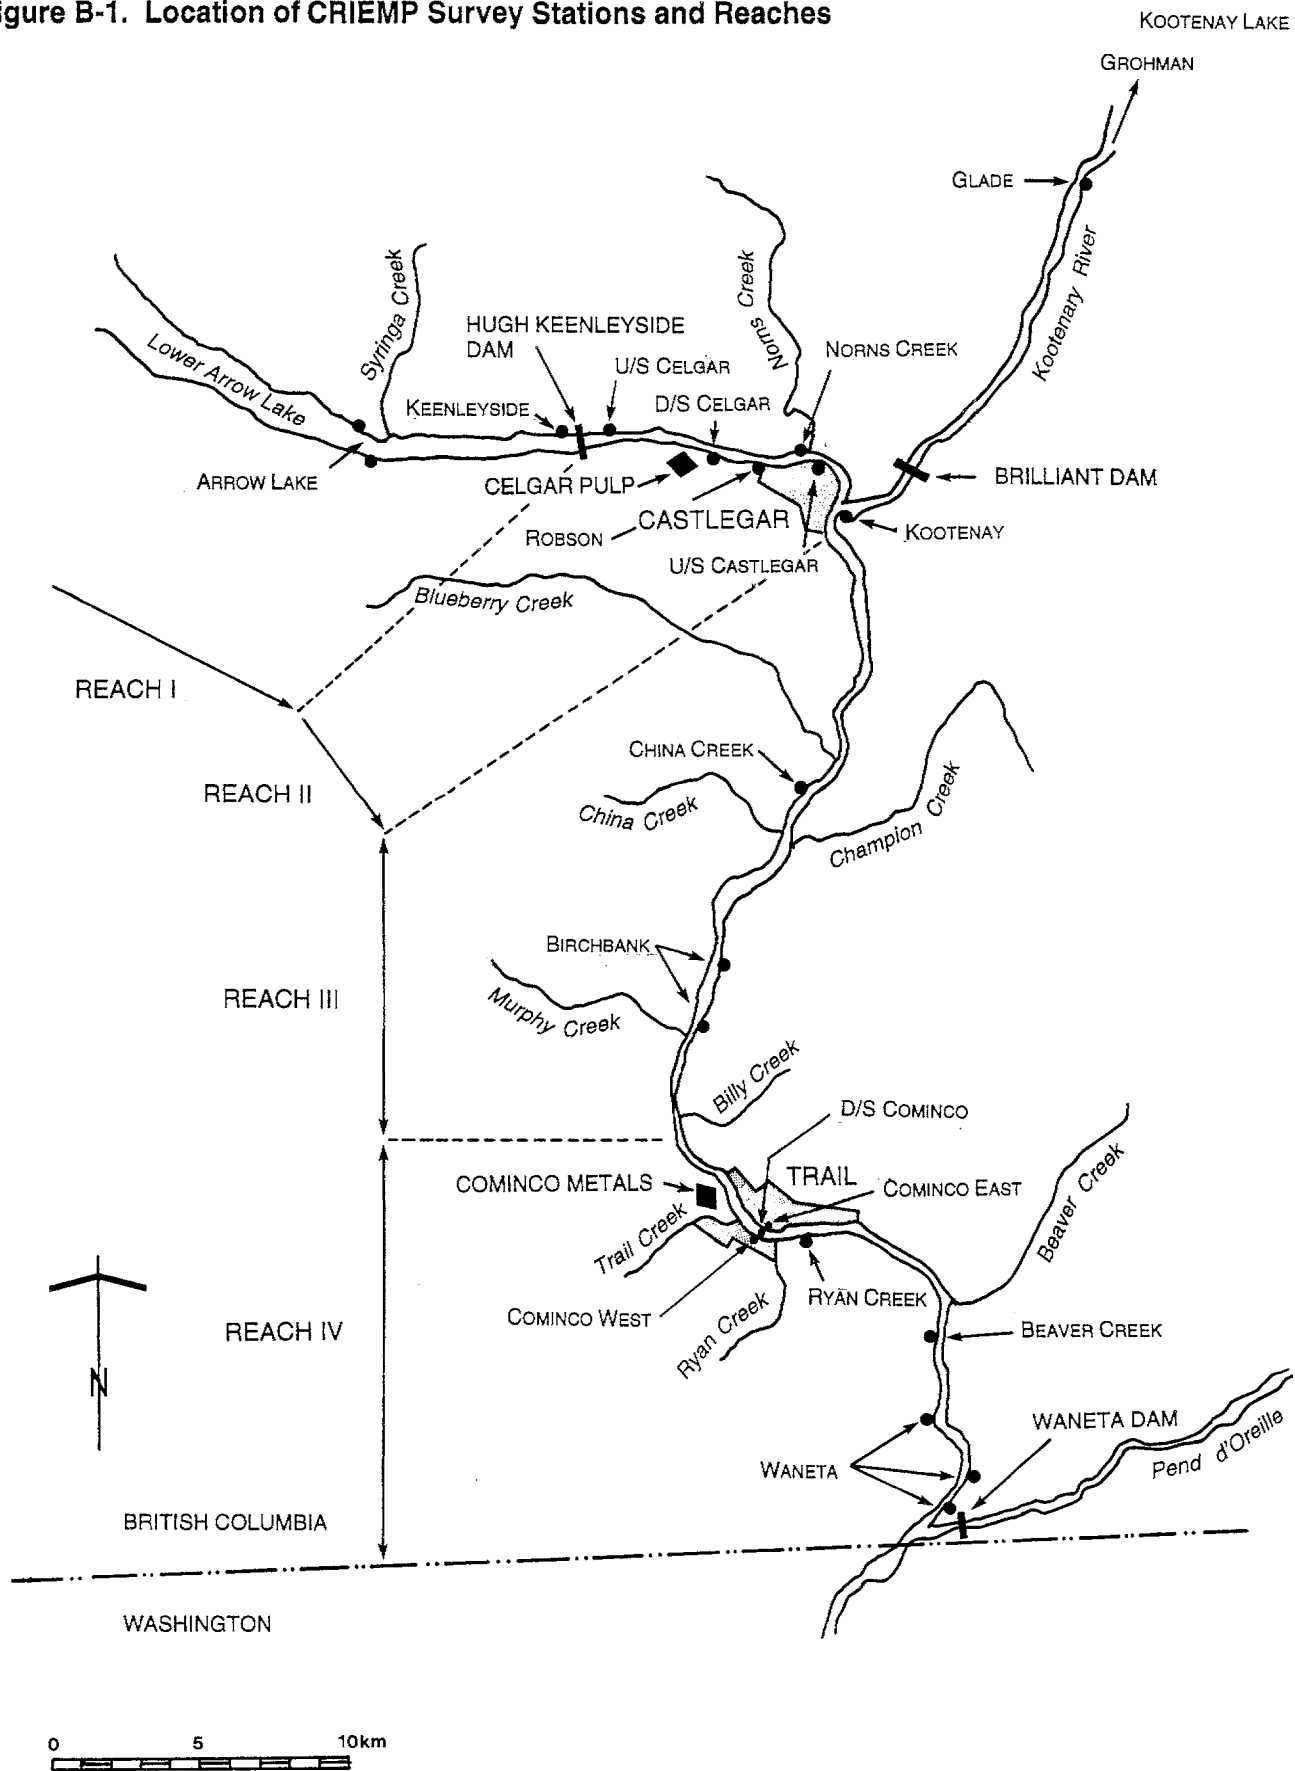 igure B-1. Location of CRIEMP Survey Stations and Reaches
KOOTENAY LAKE
GROHMAN
GLADE
Kootenary River
Norns Creek
Syringa Creek
Lower Arrow Lake
HUGH KEENLEYSIDE
DAM
U/S CELGAR
NORNS CREEK
KEENLEYSIDE
D/S CELGAR
ARROW LAKE
CELGAR PULP
BRILLIANT DAM
CASTLEGAR
ROBSON
KOOTENAY
U/S CASTLEGAR
Blueberry Creek
REACH I
CHINA CREEK
REACH II
China Creek
Champion Creek
BIRCHBANK
REACH III
Murphy Creek
Billy Creek
D/S COMINCO
COMINCO METALS
TRAIL
COMINCO EAST
Trail Creek
Beaver Creek
RYAN CREEK
COMINCO WEST
Ryan Creek
REACH IV
BEAVER CREEK
N
WANETA DAM
WANETA
Pend d'Oreille
BRITISH COLUMBIA
WASHINGTON
0 5 10km